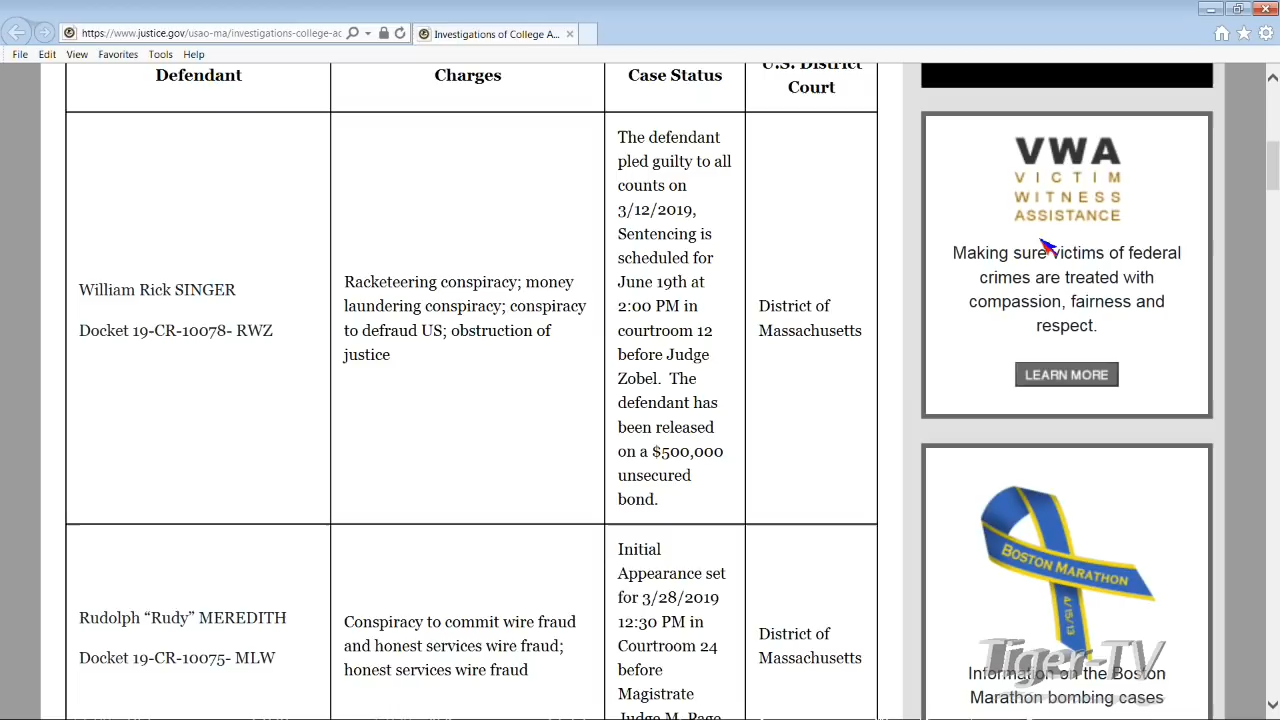 https://www.justice.gov/usao-ma/investigations-college-ac
Investigations of College A...
File Edit View Favorites Tools Help
Defendant
Charges
Case Status
U.S. District
Court
William Rick SINGER
Docket 19-CR-10078- RWZ
Racketeering conspiracy; money
laundering conspiracy; conspiracy
to defraud US; obstruction of
justice
The defendant
pled guilty to all
counts on
3/12/2019,
Sentencing is
scheduled for
June 19th at
2:00 PM in
courtroom 12
before Judge
Zobel.  The
defendant has
been released
on a $500,000
unsecured
bond.
District of
Massachusetts
Rudolph “Rudy” MEREDITH
Docket 19-CR-10075- MLW
Conspiracy to commit wire fraud
and honest services wire fraud;
honest services wire fraud
Initial
Appearance set
for 3/28/2019
12:30 PM in
Courtroom 24
before
Magistrate
Judge M. Page
District of
Massachusetts
VWA
VICTIM
WITNESS
ASSISTANCE
Making sure victims of federal
crimes are treated with
compassion, fairness and
respect.
LEARN MORE
BOSTON MARATHON
4/15/13
Tiger-TV
Information on the Boston
Marathon bombing cases